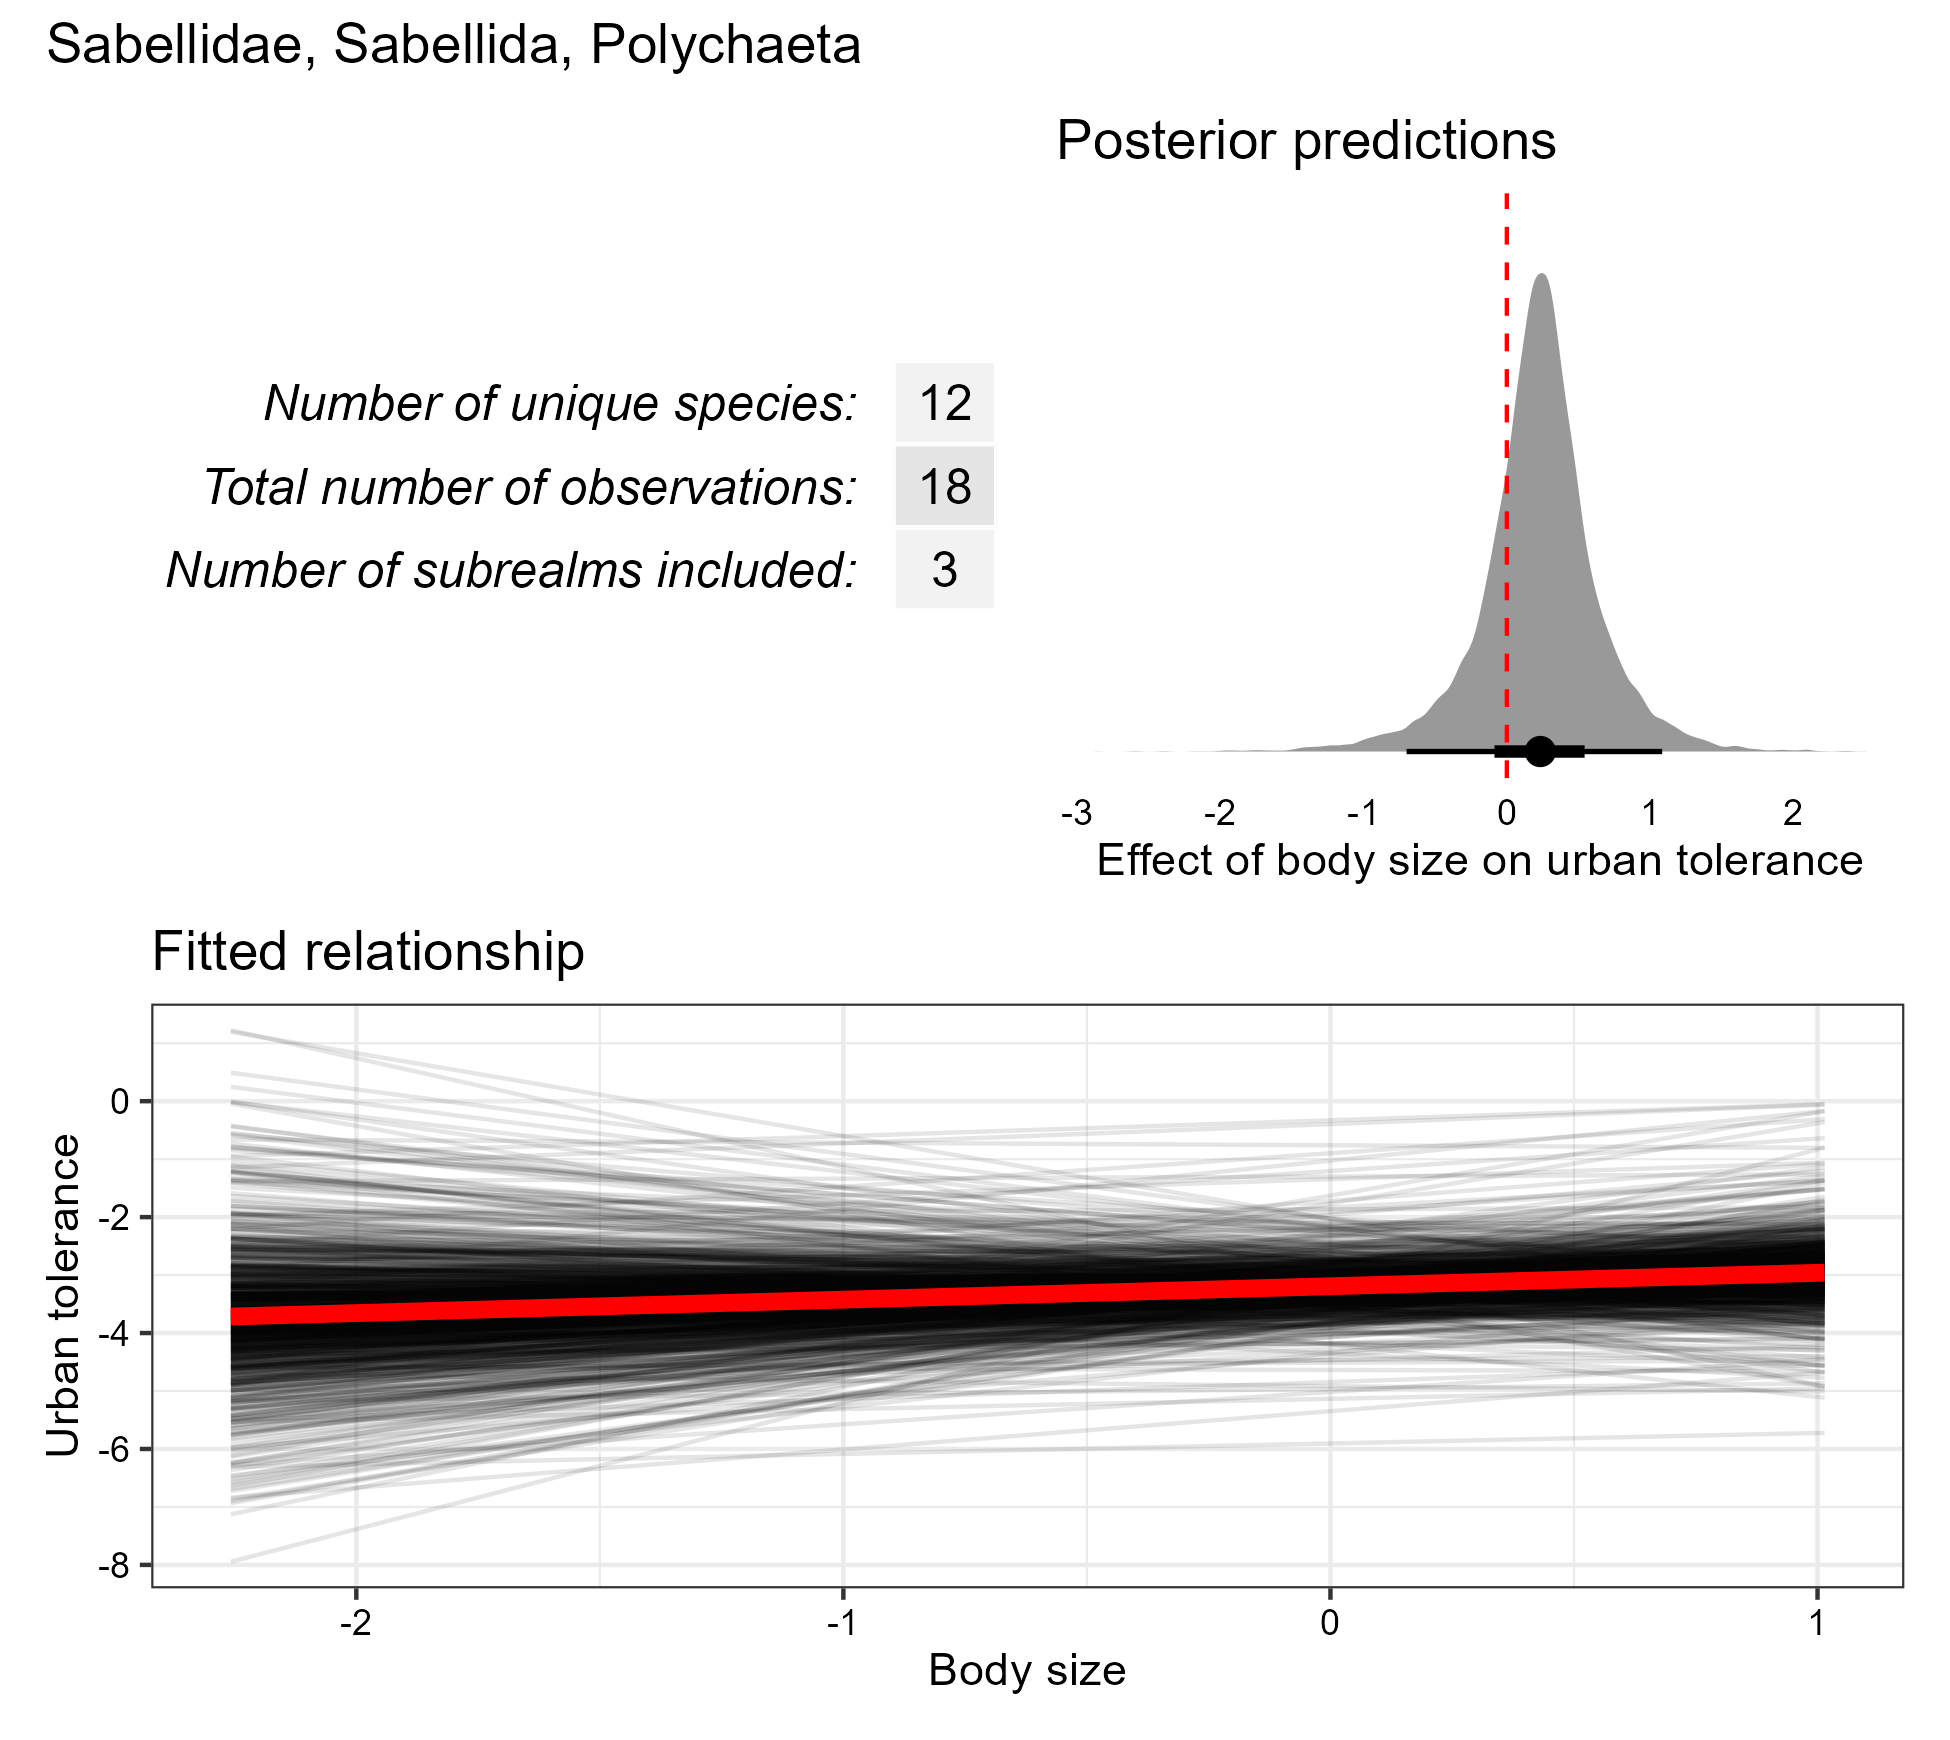 Sabellidae, Sabellida, Polychaeta
Number of unique species: 12
Total number of observations: 18
Number of subrealms included: 3
Posterior predictions
-3 -2 -1 0 1 2
Effect of body size on urban tolerance
Fitted relationship
Urban tolerance
0
-2
-4
-6
-8
-2 -1 0 1
Body size